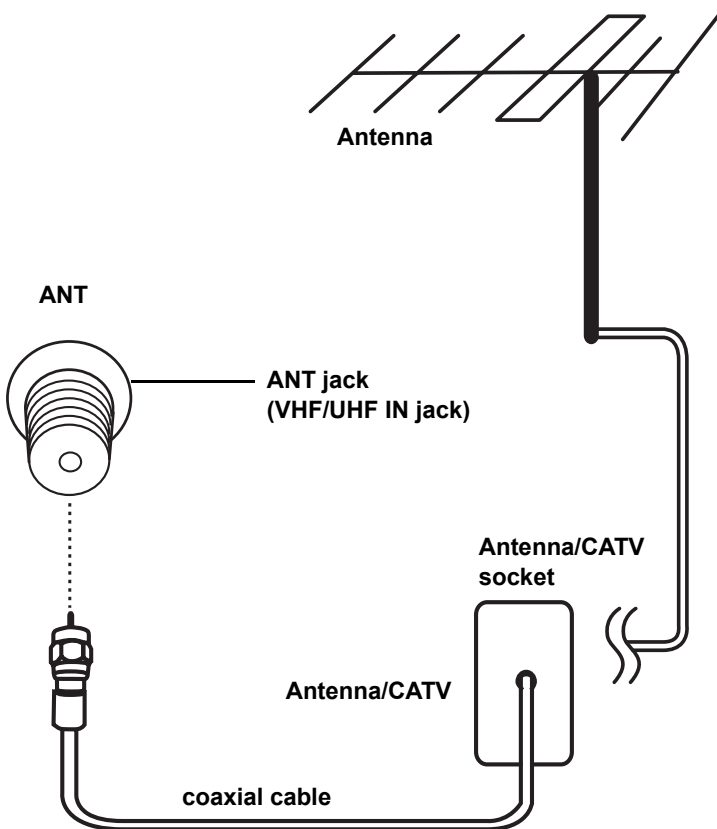 Antenna
ANT
ANT jack
(VHF/UHF IN jack)
Antenna/CATV
socket
Antenna/CATV
coaxial cable